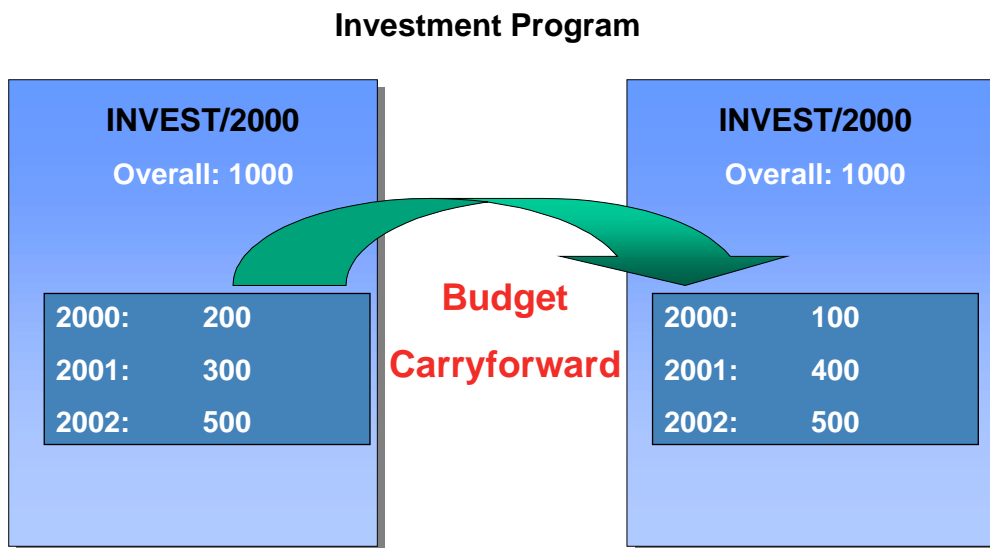 Investment Program
INVEST/2000
Overall: 1000
2000: 200
2001: 300
2002: 500
Budget
Carryforward
INVEST/2000
Overall: 1000
2000: 100
2001: 400
2002: 500